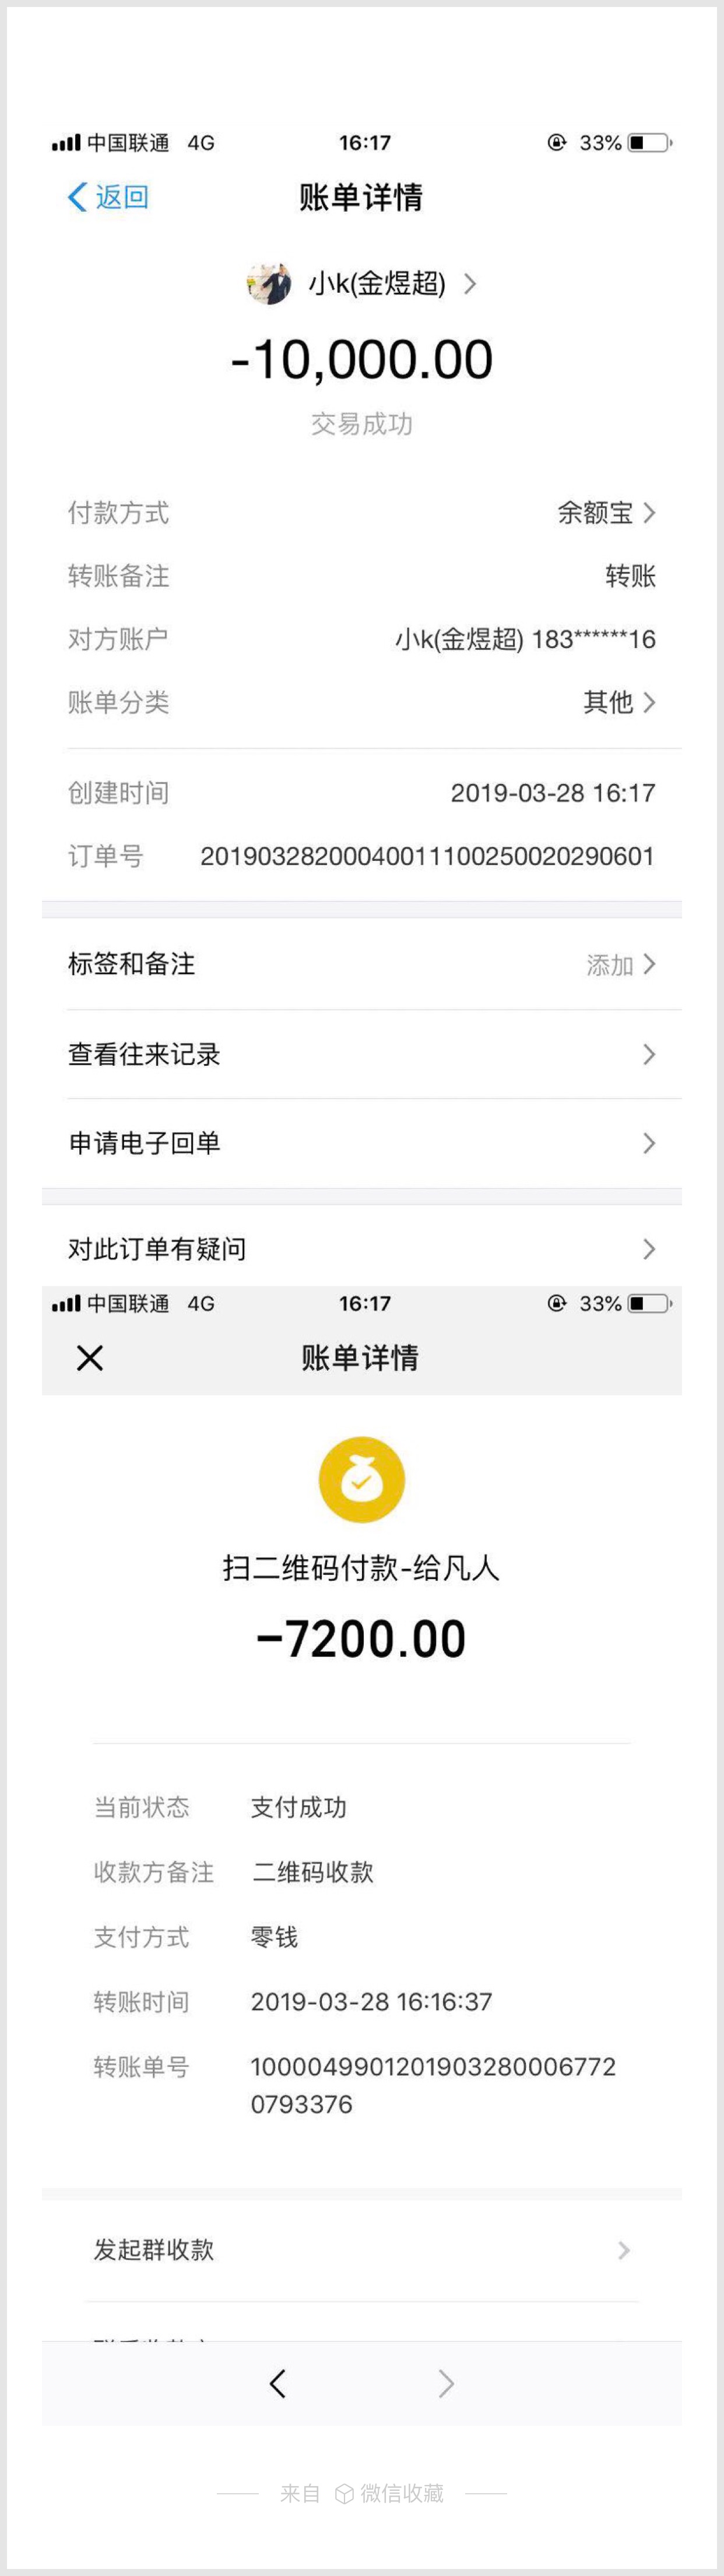 中国联通 4G 16:17 33%
返回 账单详情
小k(金煜超)
-10,000.00
交易成功
付款方式 余额宝
转账备注 转账
对方账户 小k(金煜超) 183******16
账单分类 其他
创建时间 2019-03-28 16:17
订单号 20190328200040011100250020290601
标签和备注 添加
查看往来记录
申请电子回单
对此订单有疑问
中国联通 4G 16:17 33%
账单详情
扫二维码付款-给凡人
-7200.00
当前状态 支付成功
收款方备注 二维码收款
支付方式 零钱
转账时间 2019-03-28 16:16:37
转账单号 1000049901201903280006772
0793376
发起群收款
来自 微信收藏